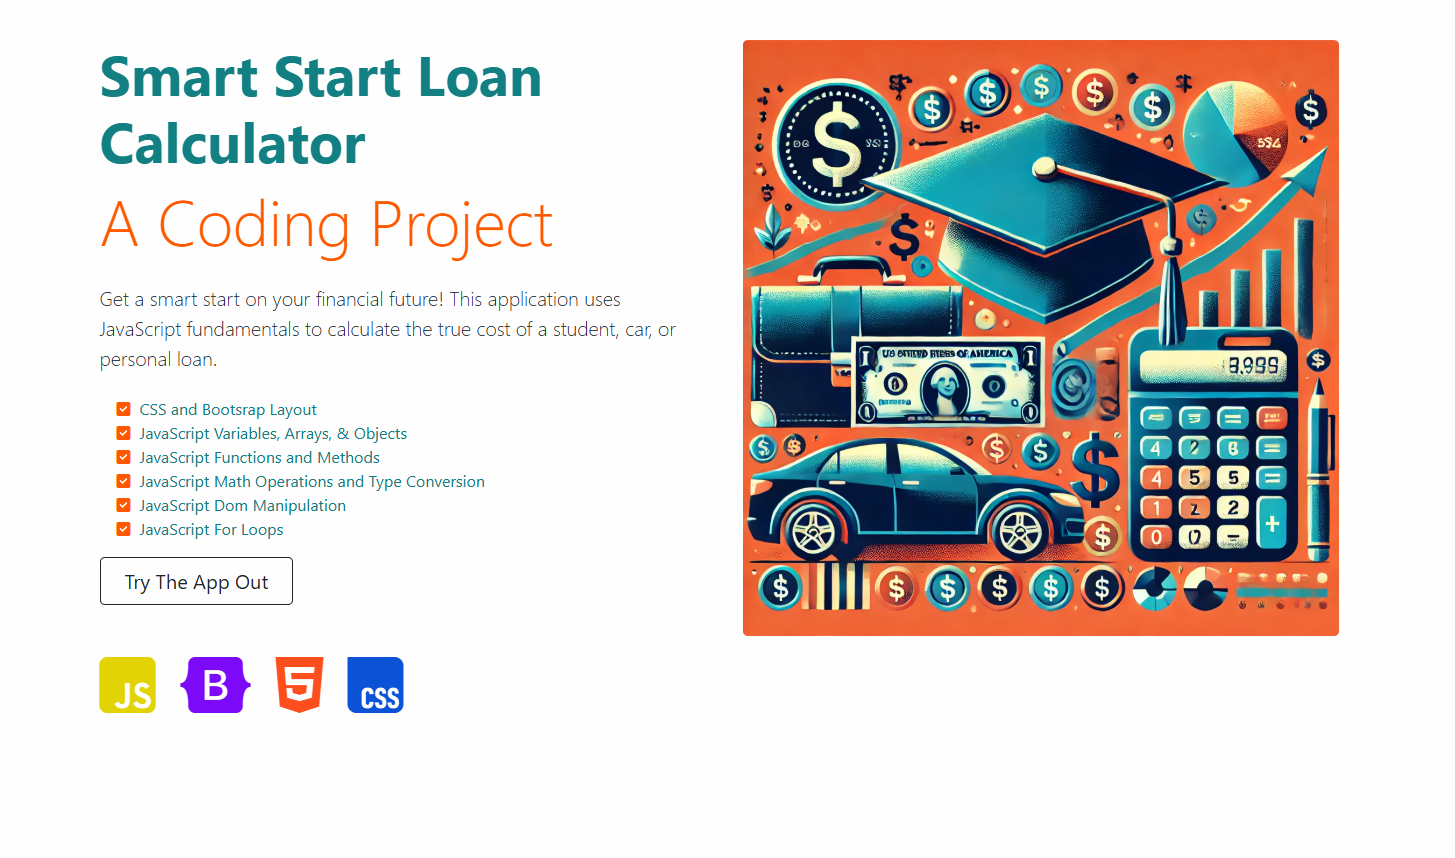 Smart Start Loan
Calculator
A Coding Project
Get a smart start on your financial future! This application uses
JavaScript fundamentals to calculate the true cost of a student, car, or
personal loan.
CSS and Bootsrap Layout
JavaScript Variables, Arrays, & Objects
JavaScript Functions and Methods
JavaScript Math Operations and Type Conversion
JavaScript Dom Manipulation
JavaScript For Loops
Try The App Out
JS B 5 CSS